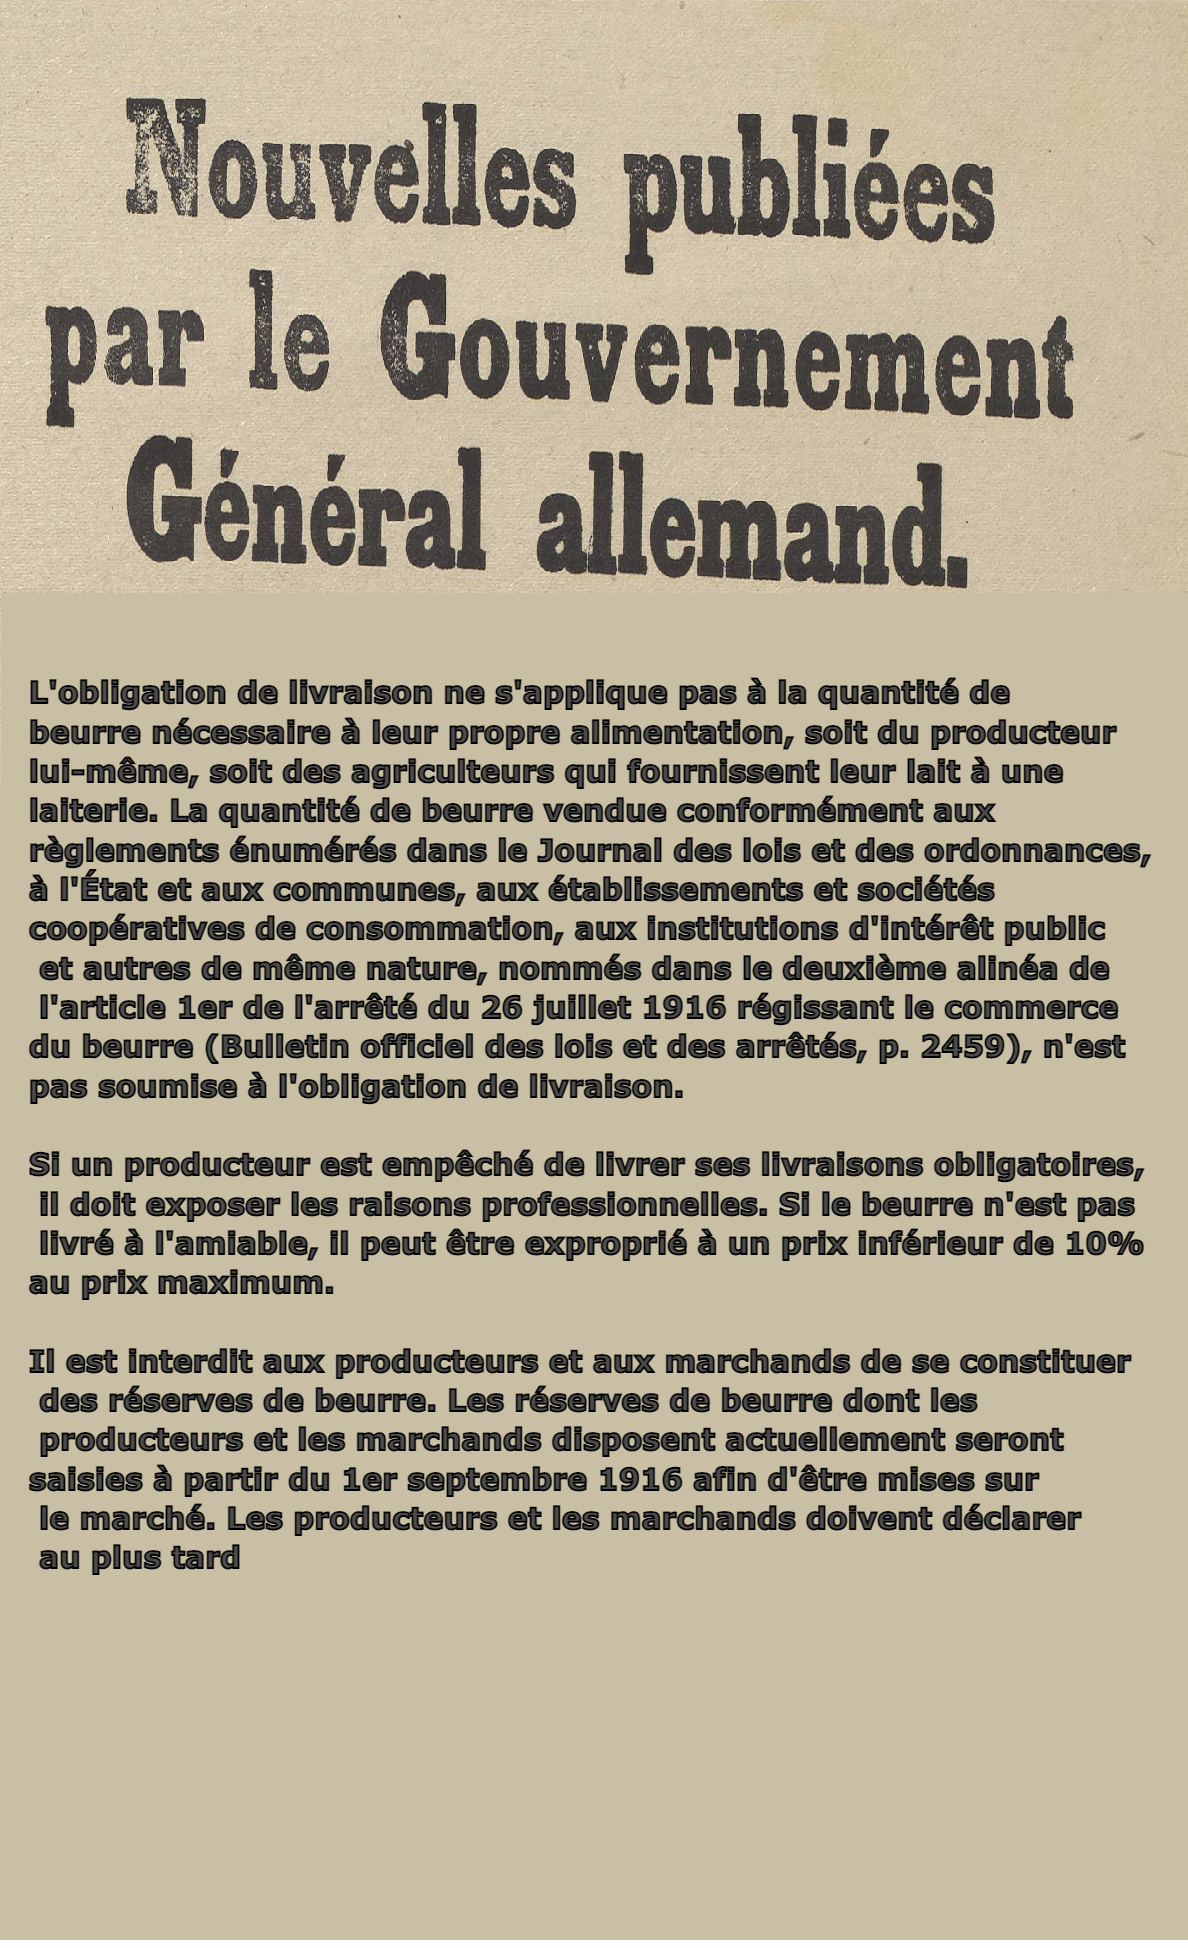 Nouvelles publiées
par le Gouvernement
Général allemand.
L'obligation de livraison ne s'applique pas à la quantité de
beurre nécessaire à leur propre alimentation, soit du producteur
lui-même, soit des agriculteurs qui fournissent leur lait à une
laiterie. La quantité de beurre vendue conformément aux
règlements énumérés dans le Journal des lois et des ordonnances,
à l'État et aux communes, aux établissements et sociétés
coopératives de consommation, aux institutions d'intérêt public
et autres de même nature, nommés dans le deuxième alinéa de
l'article 1er de l'arrêté du 26 juillet 1916 régissant le commerce
du beurre (Bulletin officiel des lois et des arrêtés, p. 2459), n'est
pas soumise à l'obligation de livraison.
Si un producteur est empêché de livrer ses livraisons obligatoires,
il doit exposer les raisons professionnelles. Si le beurre n'est pas
livré à l'amiable, il peut être exproprié à un prix inférieur de 10%
au prix maximum.
Il est interdit aux producteurs et aux marchands de se constituer
des réserves de beurre. Les réserves de beurre dont les
producteurs et les marchands disposent actuellement seront
saisies à partir du 1er septembre 1916 afin d'être mises sur
le marché. Les producteurs et les marchands doivent déclarer
au plus tard